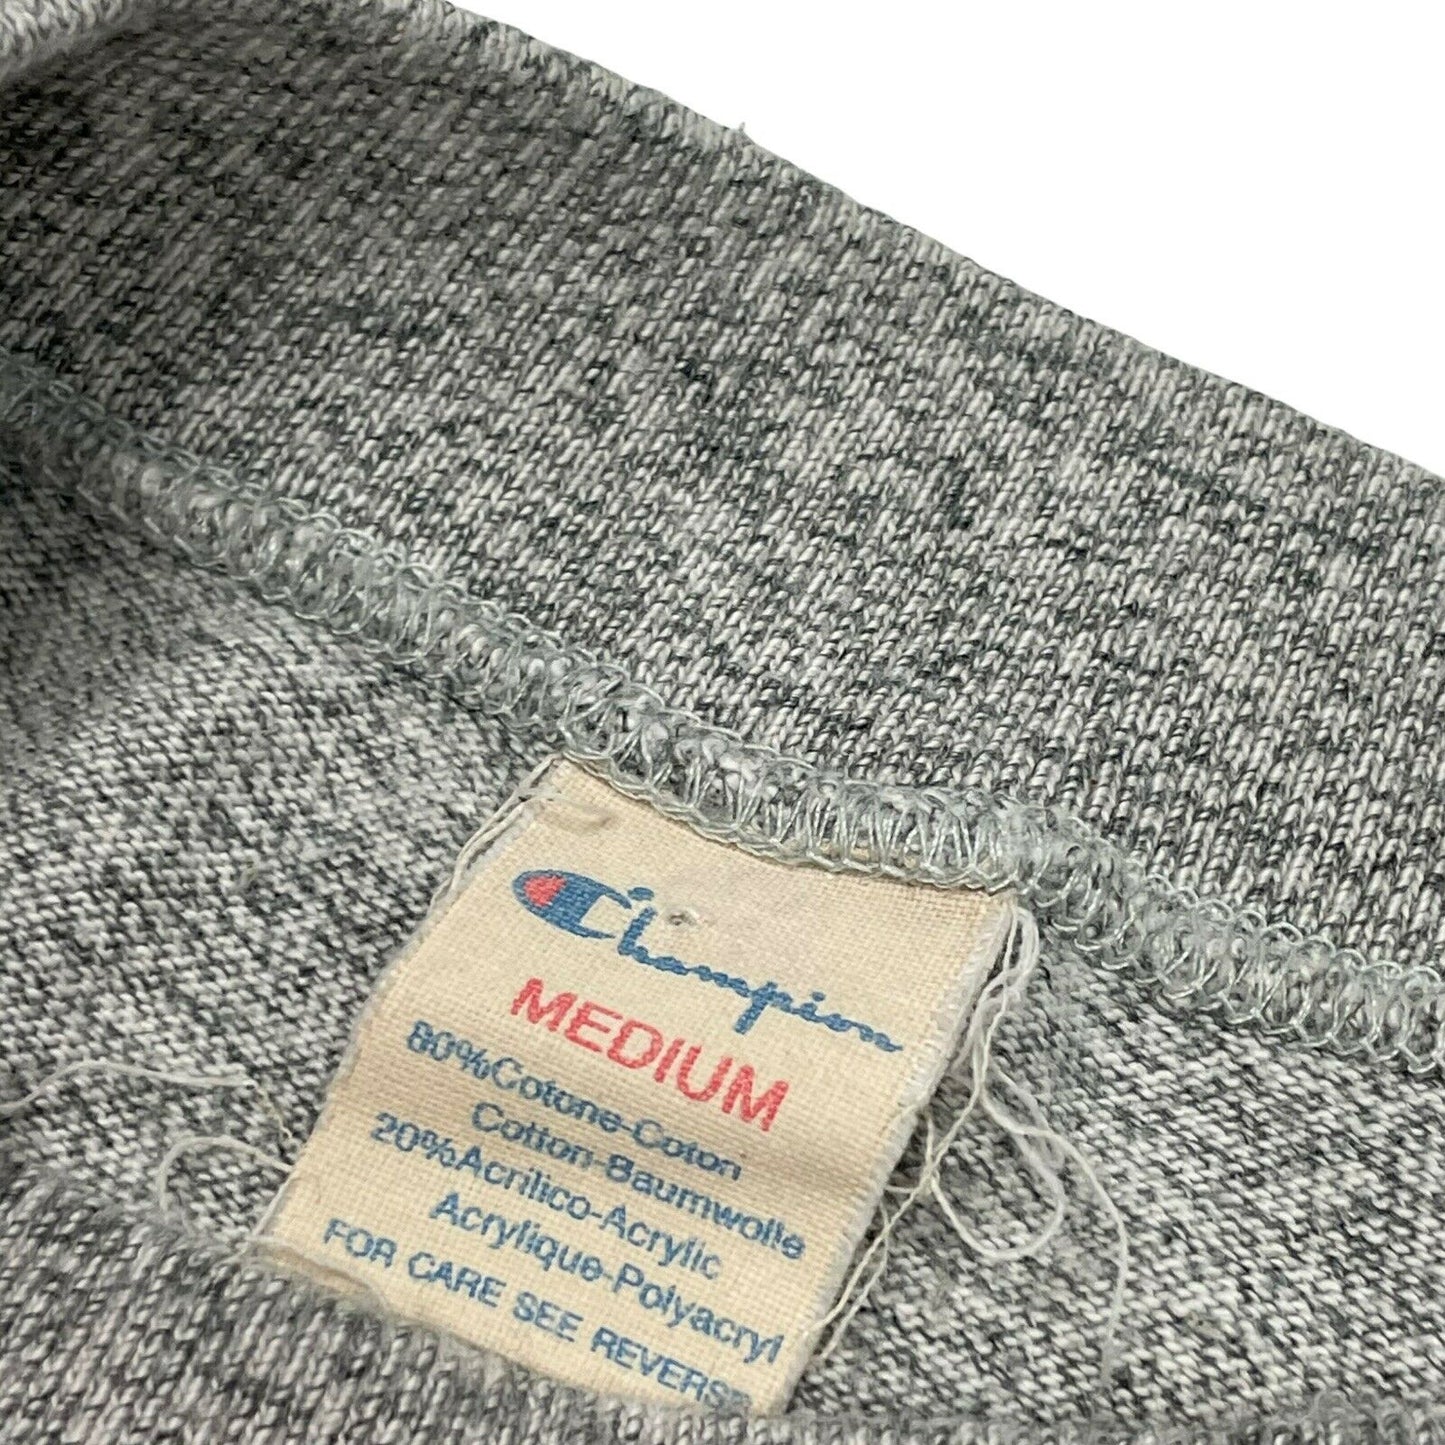 Champion
MEDIUM
80%Cotone-Coton
Cotton-Baumwolle
20%Acrilico-Acrylic
Acrylique-Polyacryl
FOR CARE SEE REVERSE